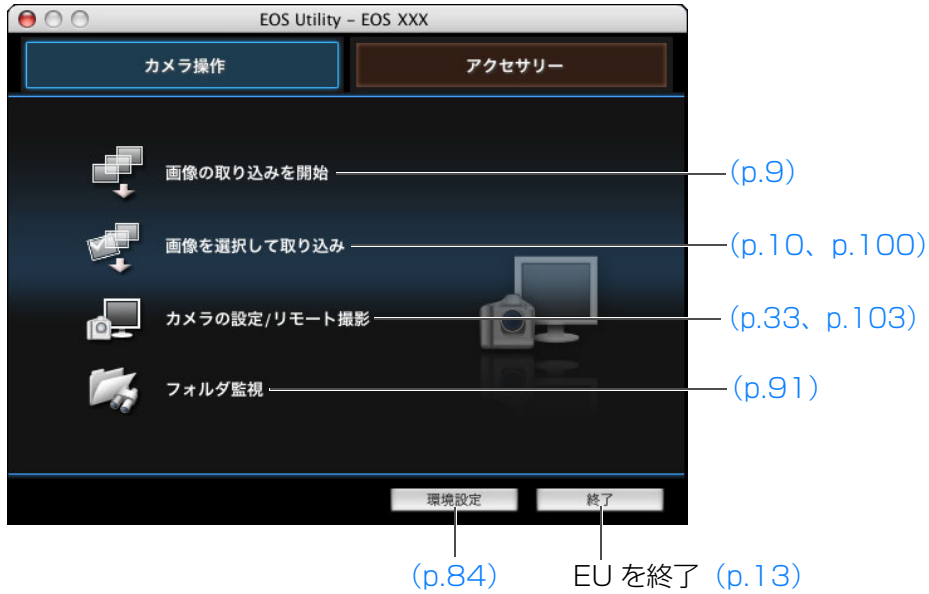 EOS Utility – EOS XXX
カメラ操作
アクセサリー
画像の取り込みを開始
（p.9）
画像を選択して取り込み
（p.10、p.100）
カメラの設定/リモート撮影
（p.33、p.103）
フォルダ監視
（p.91）
環境設定
終了
（p.84）
EU を終了（p.13）